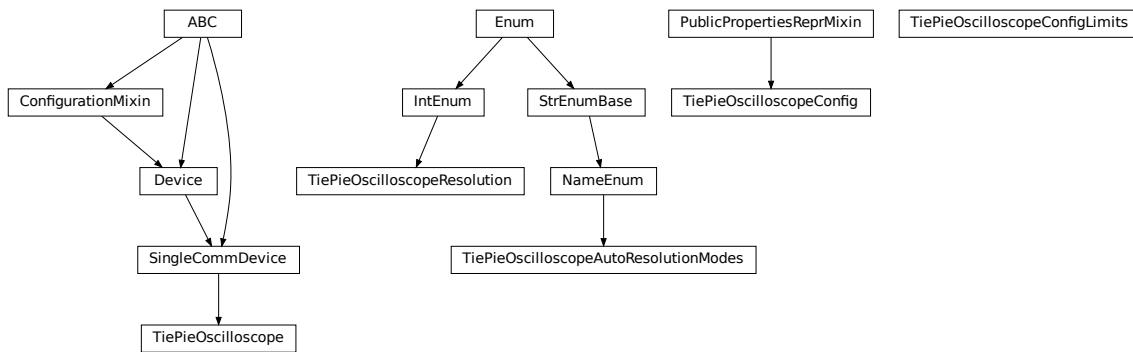 ABC
Enum
PublicPropertiesReprMixin
TiePieOscilloscopeConfigLimits
ConfigurationMixin
IntEnum
StrEnumBase
TiePieOscilloscopeConfig
Device
TiePieOscilloscopeResolution
NameEnum
SingleCommDevice
TiePieOscilloscopeAutoResolutionModes
TiePieOscilloscope